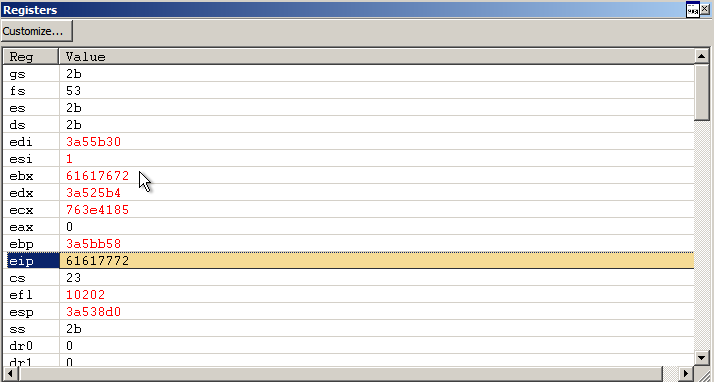 Registers
Customize...
Reg Value
gs 2b
fs 53
es 2b
ds 2b
edi 3a55b30
esi 1
ebx 61617672
edx 3a525b4
ecx 763e4185
eax 0
ebp 3a5bb58
eip 61617772
cs 23
efl 10202
esp 3a538d0
ss 2b
dr0 0
dr1 0